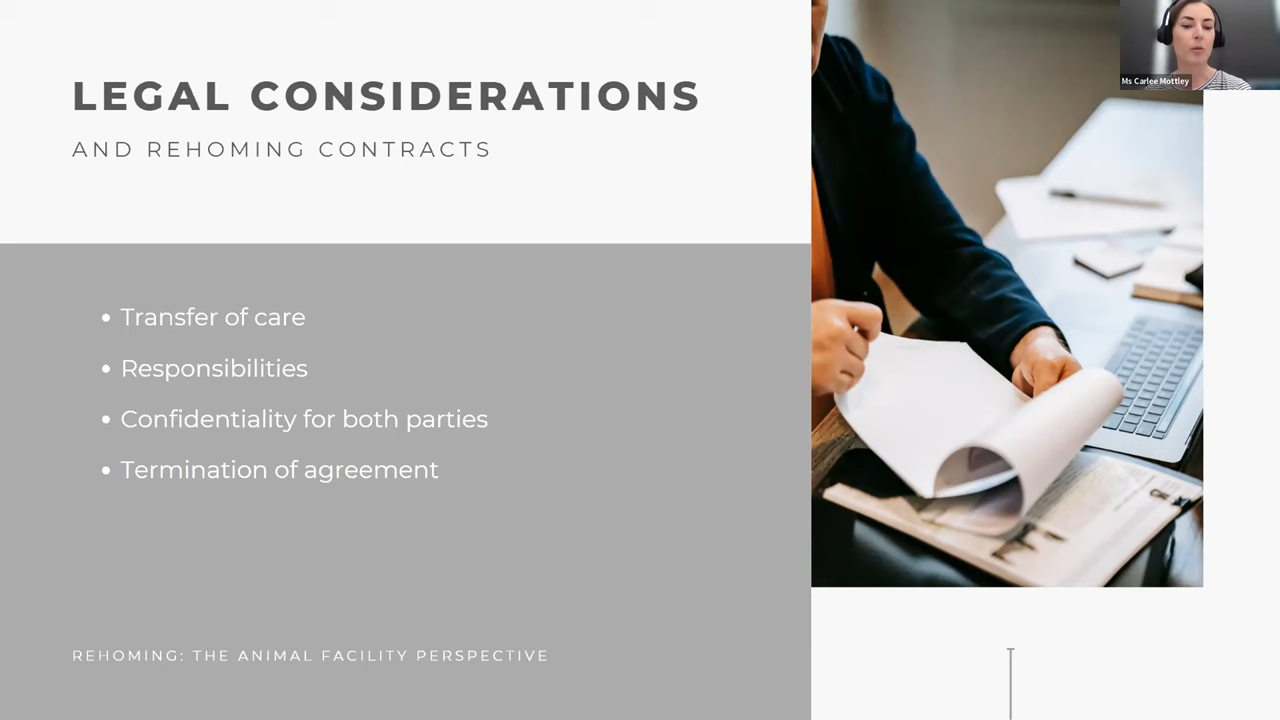 LEGAL CONSIDERATIONS
AND REHOMING CONTRACTS
• Transfer of care
• Responsibilities
• Confidentiality for both parties
• Termination of agreement
REHOMING: THE ANIMAL FACILITY PERSPECTIVE
Ms Carlee Mottley